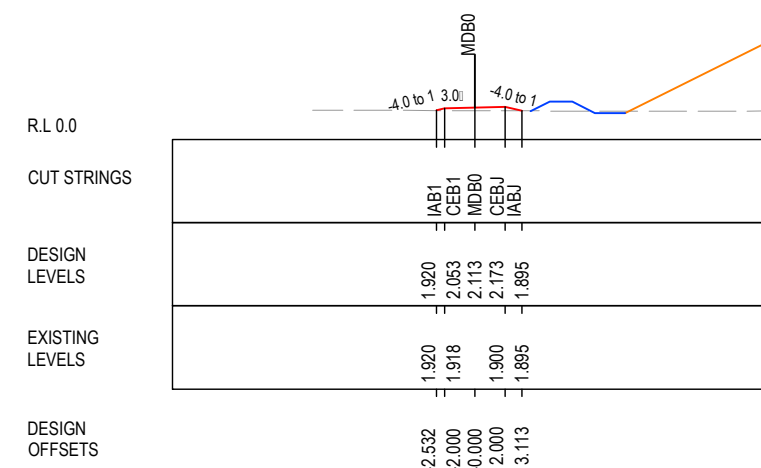 MDB0
-4.0 to 1 3.0 -4.0 to 1
R.L 0.0
CUT STRINGS
IAB1 CEB1 MDB0 CEBJ IABJ
DESIGN
LEVELS
1.920 2.053 2.113 2.173 1.895
EXISTING
LEVELS
1.920 1.918 1.900 1.895
DESIGN
OFFSETS
-2.532 -2.000 0.000 2.000 3.113